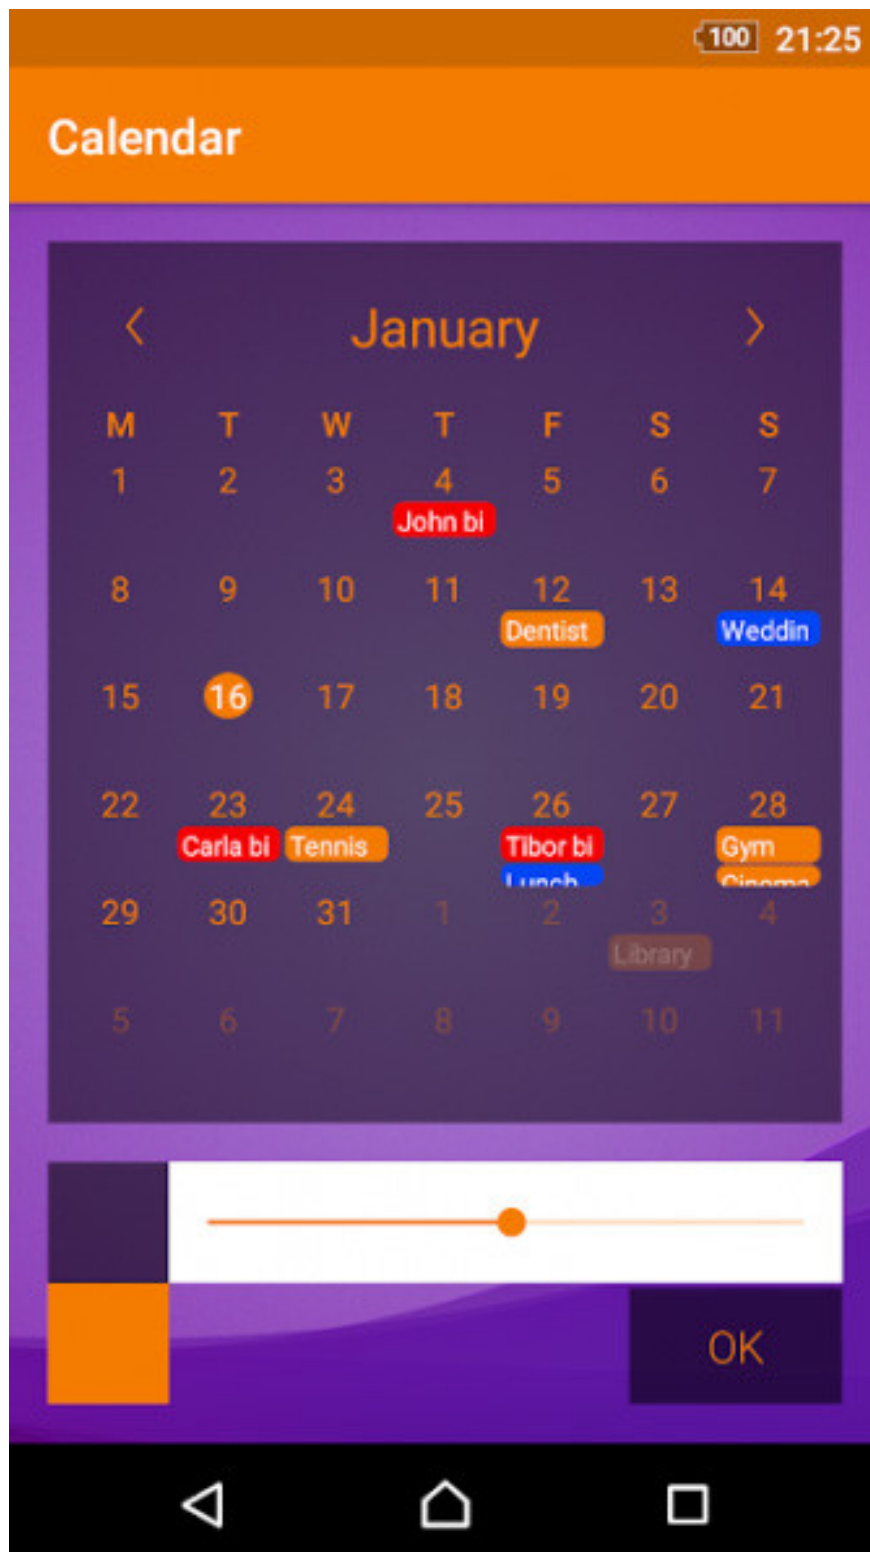 100 21:25
Calendar
January
M T W T F S S
1 2 3 4 5 6 7
John bi
8 9 10 11 12 13 14
Dentist Weddin
15 16 17 18 19 20 21
22 23 24 25 26 27 28
Carla bi Tennis Tibor bi Gym
Lunch Cinema
29 30 31 1 2 3 4
Library
5 6 7 8 9 10 11
OK